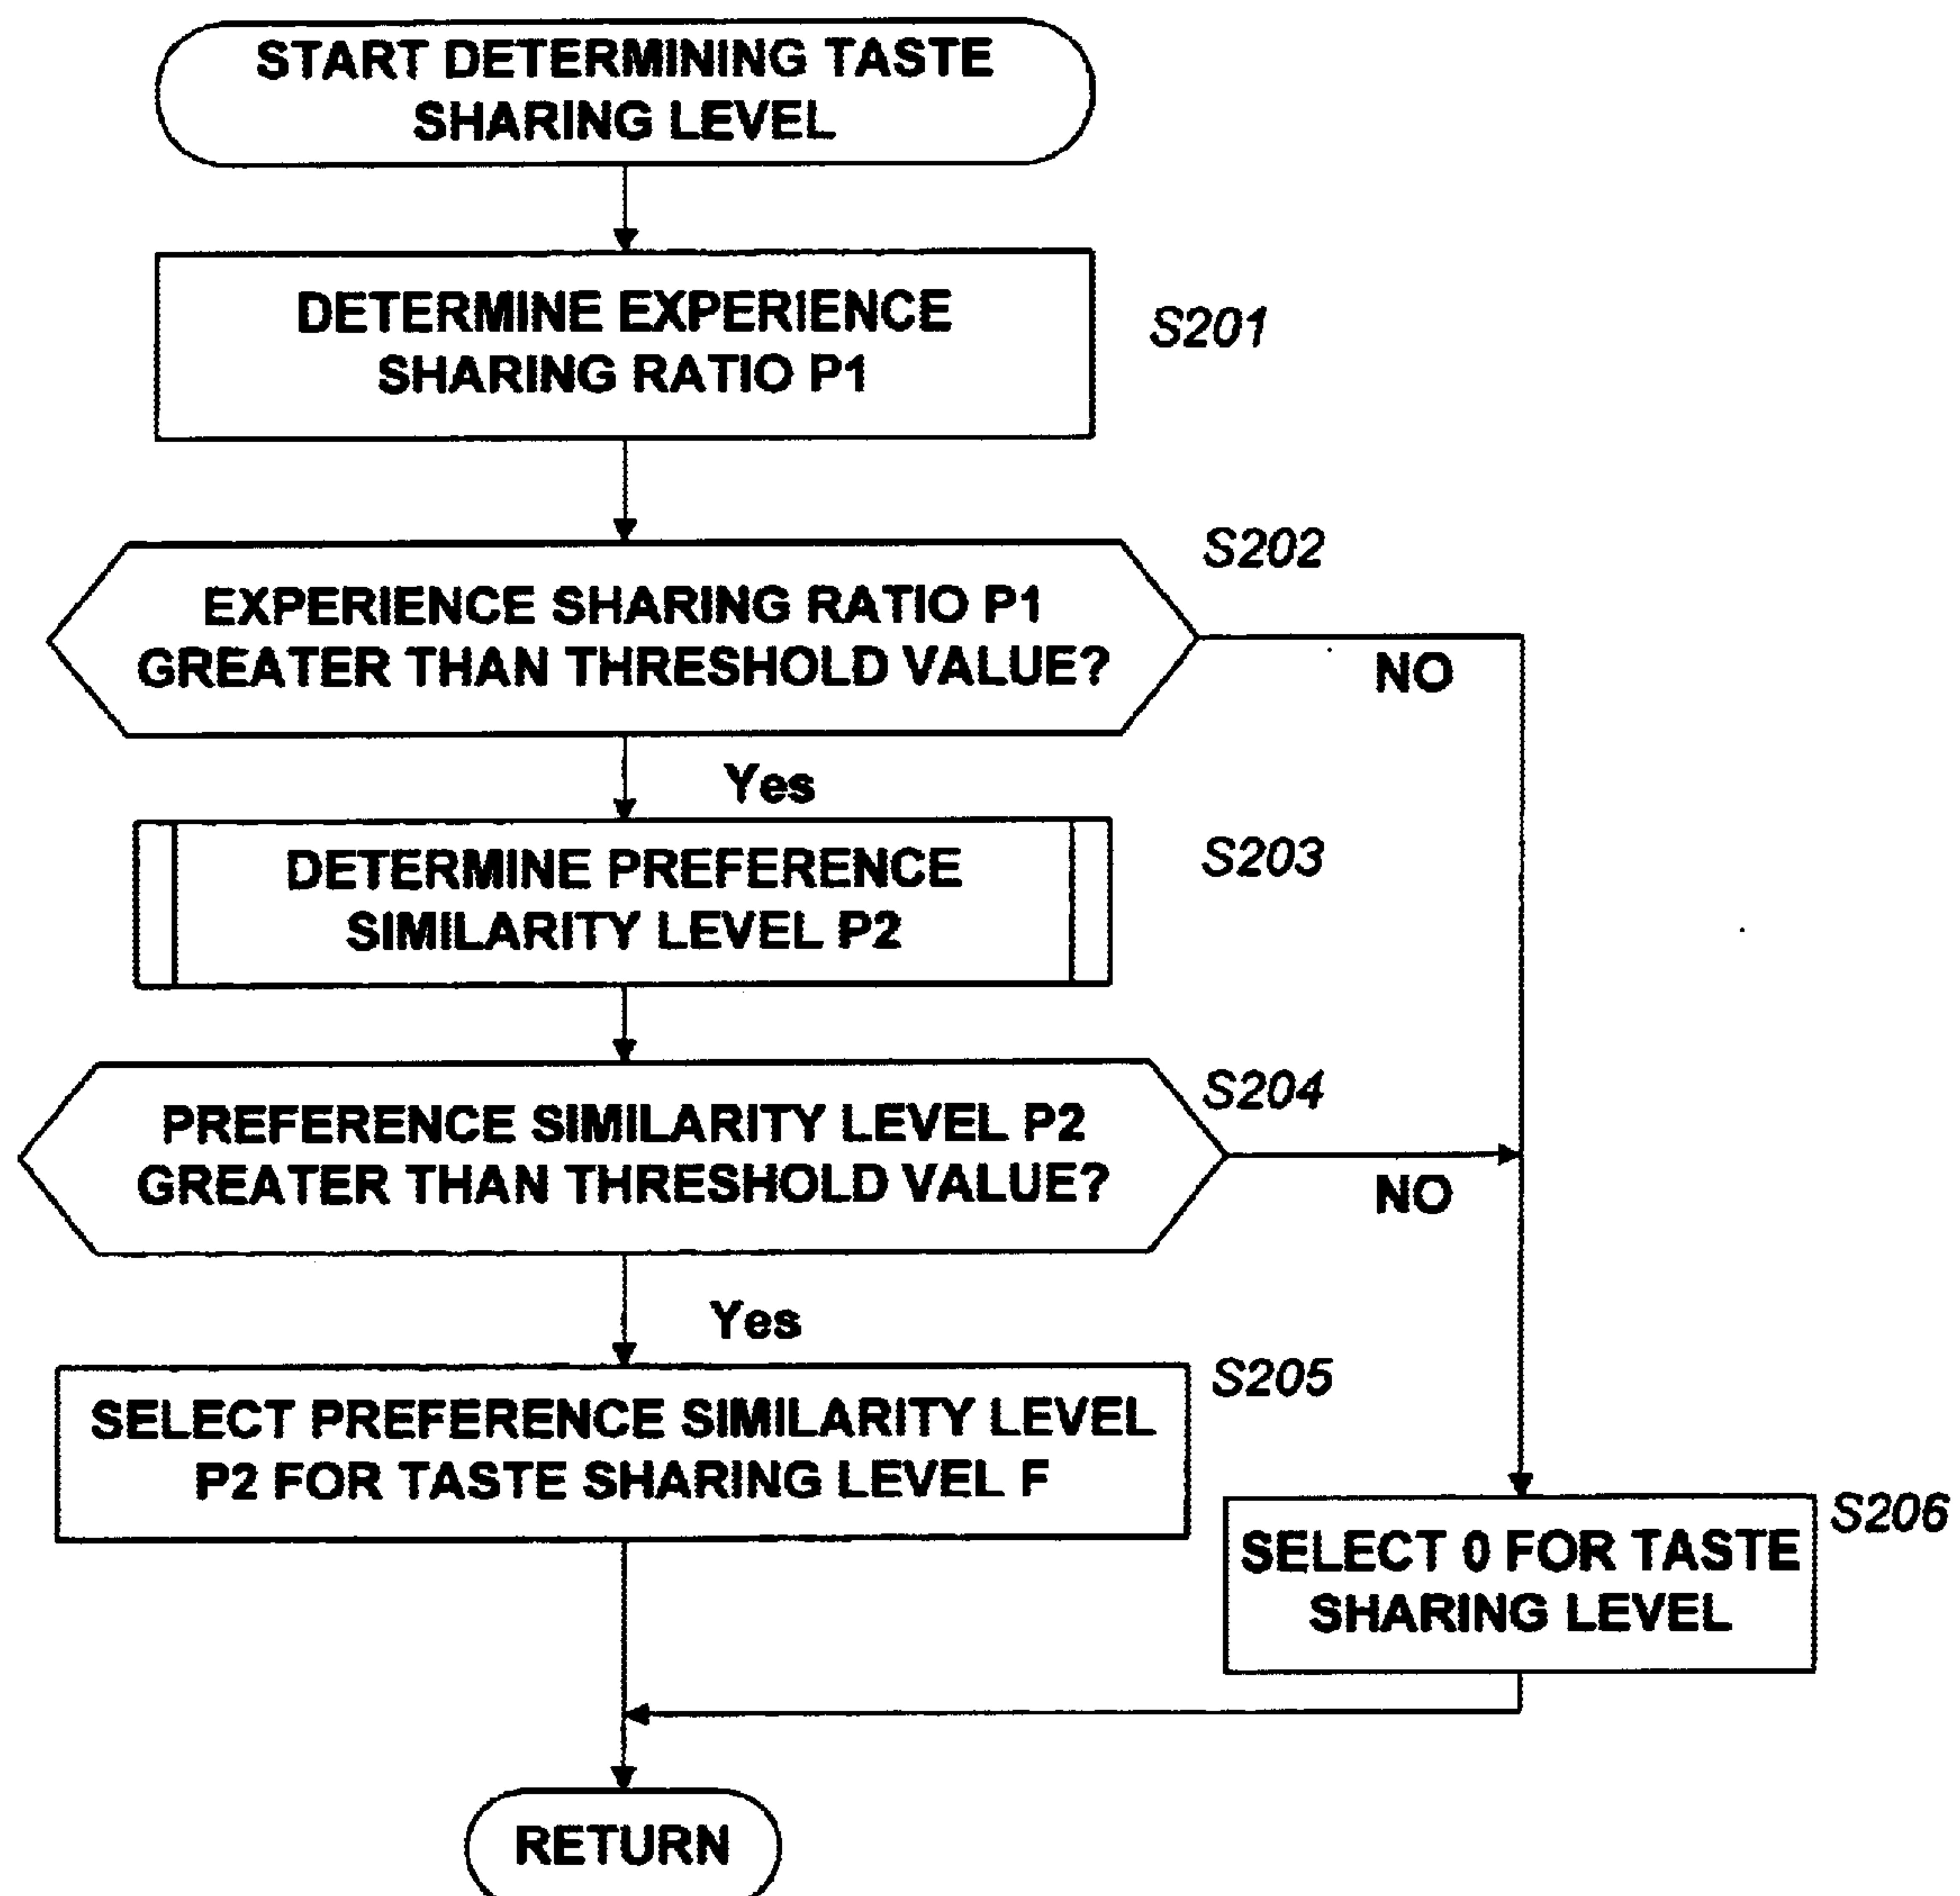 START DETERMINING TASTE
SHARING LEVEL
DETERMINE EXPERIENCE
SHARING RATIO P1
S201
S202
EXPERIENCE SHARING RATIO P1
GREATER THAN THRESHOLD VALUE?
NO
Yes
DETERMINE PREFERENCE
SIMILARITY LEVEL P2
S203
S204
PREFERENCE SIMILARITY LEVEL P2
GREATER THAN THRESHOLD VALUE?
NO
Yes
S205
SELECT PREFERENCE SIMILARITY LEVEL
P2 FOR TASTE SHARING LEVEL F
S206
SELECT 0 FOR TASTE
SHARING LEVEL
RETURN